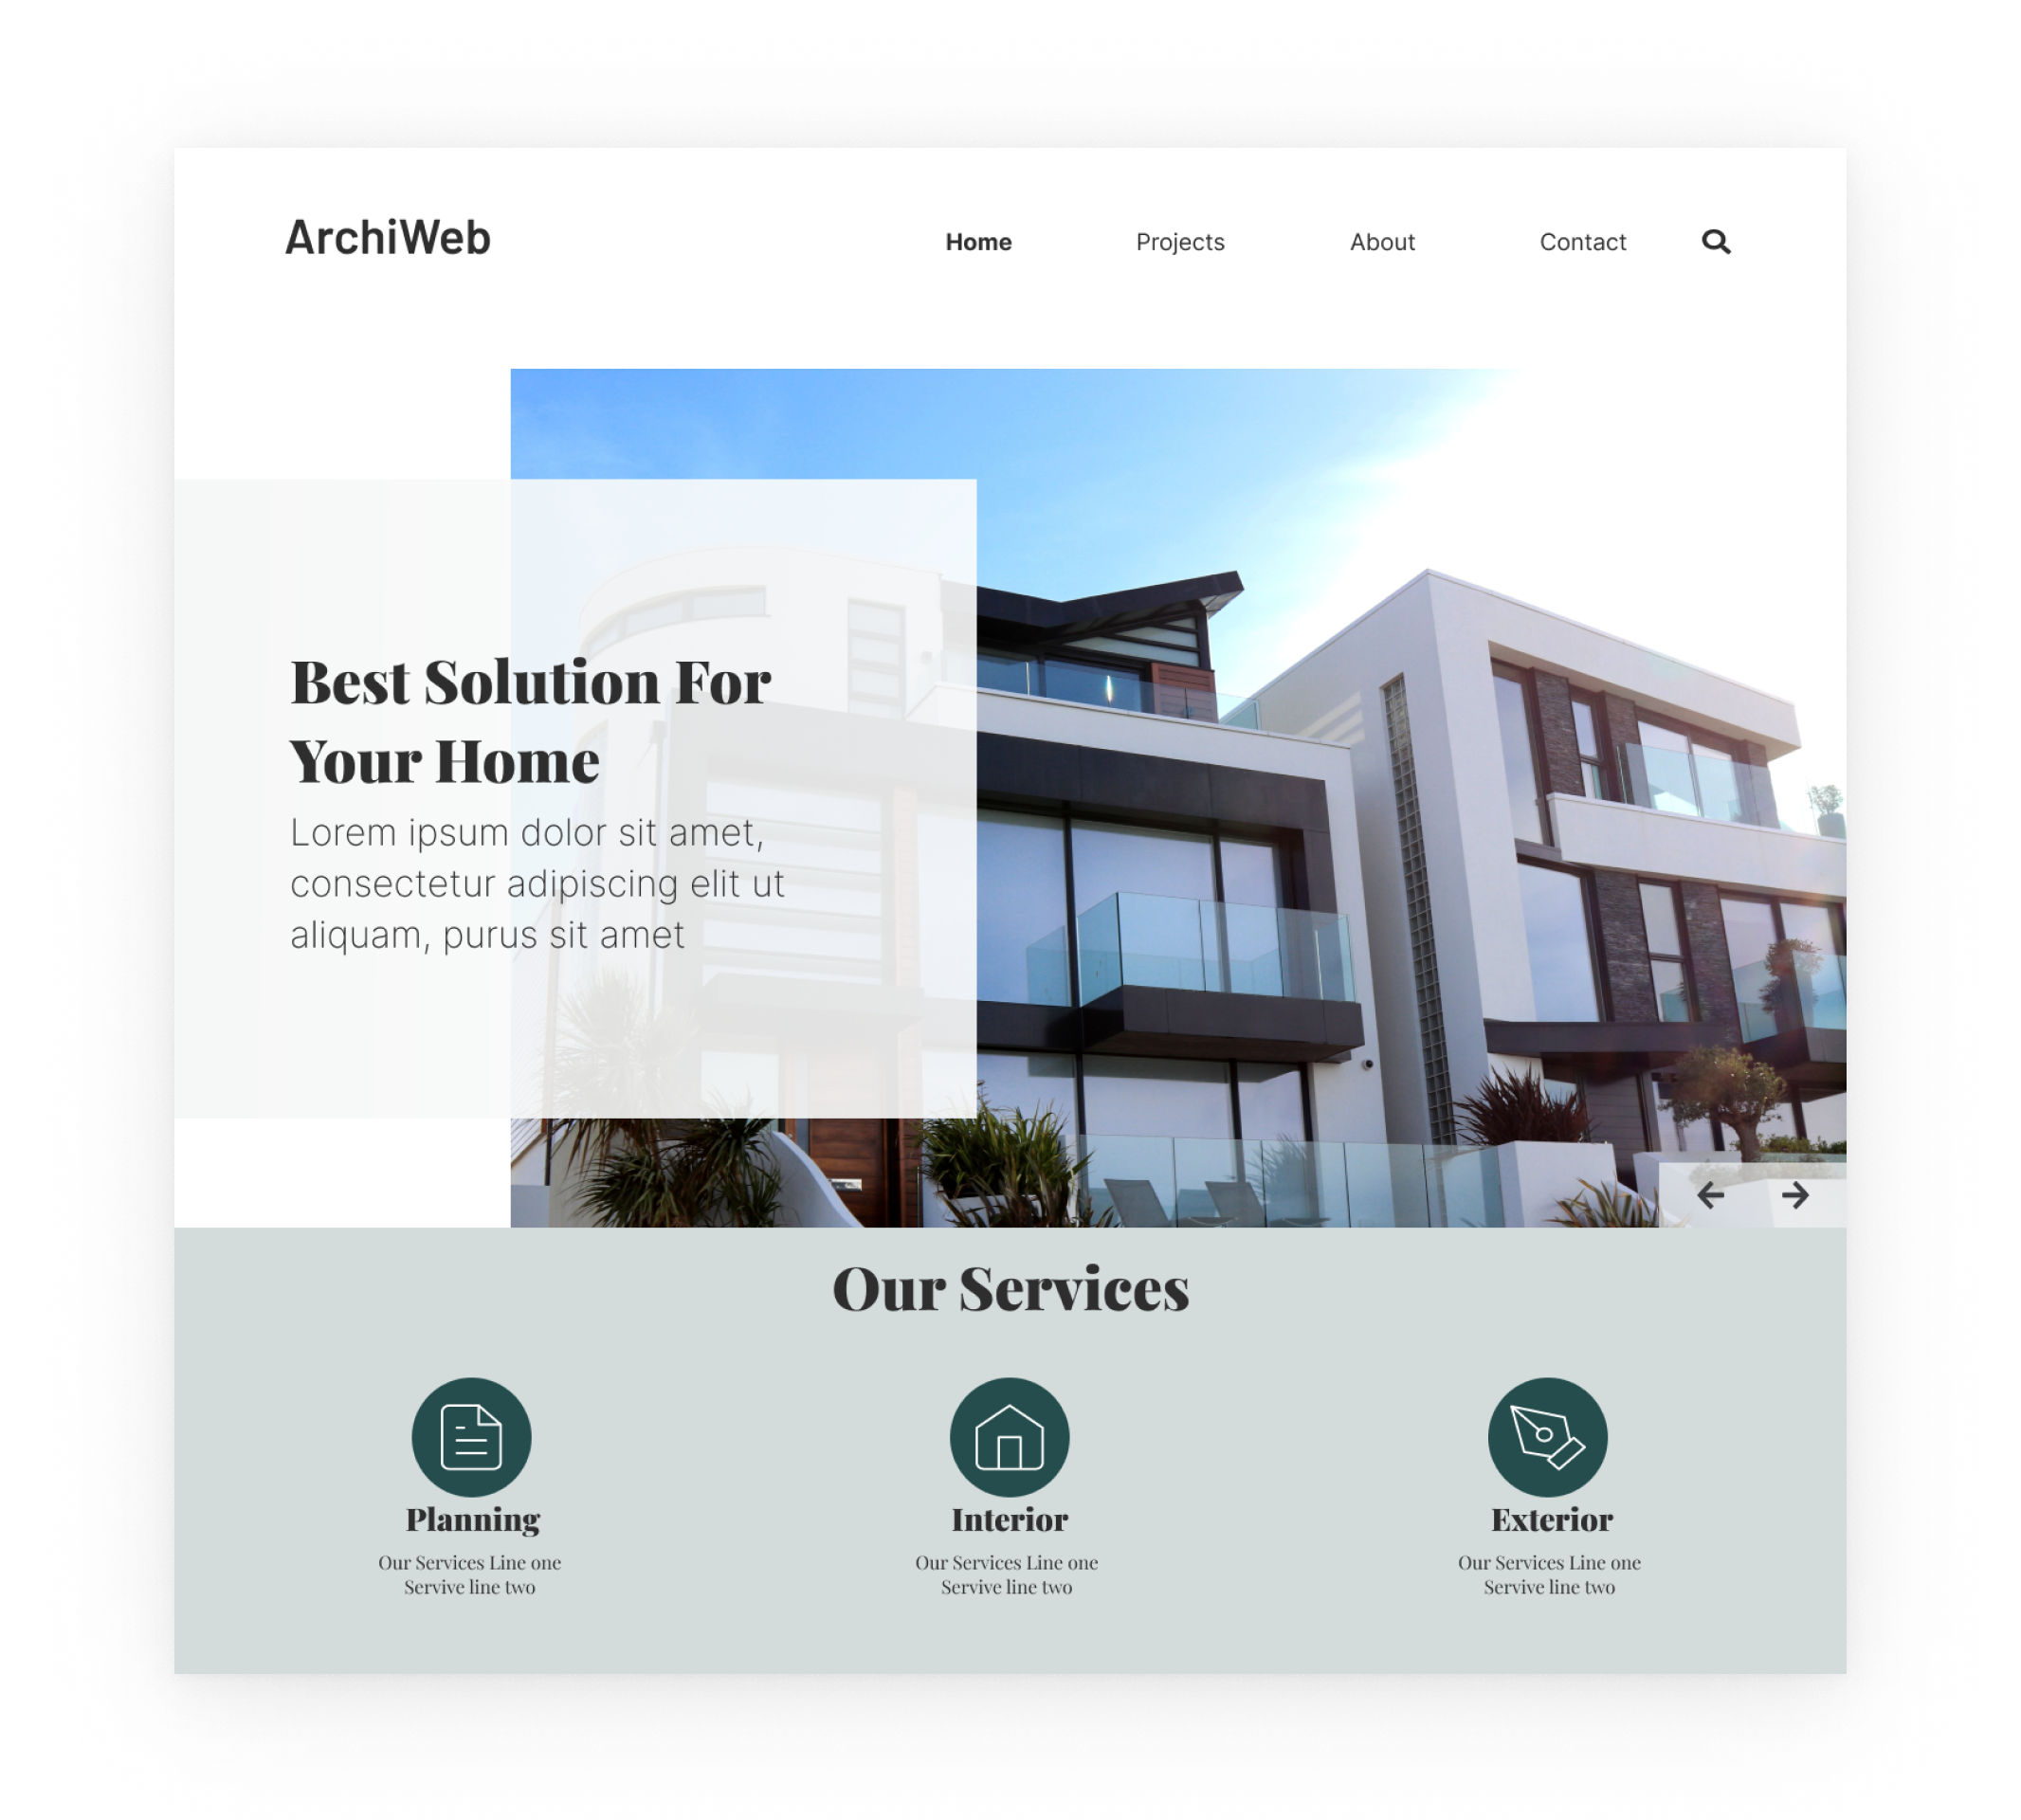 ArchiWeb
Home Projects About Contact
Best Solution For
Your Home
Lorem ipsum dolor sit amet,
consectetur adipiscing elit ut
aliquam, purus sit amet
Our Services
Planning
Our Services Line one
Servive line two
Interior
Our Services Line one
Servive line two
Exterior
Our Services Line one
Servive line two